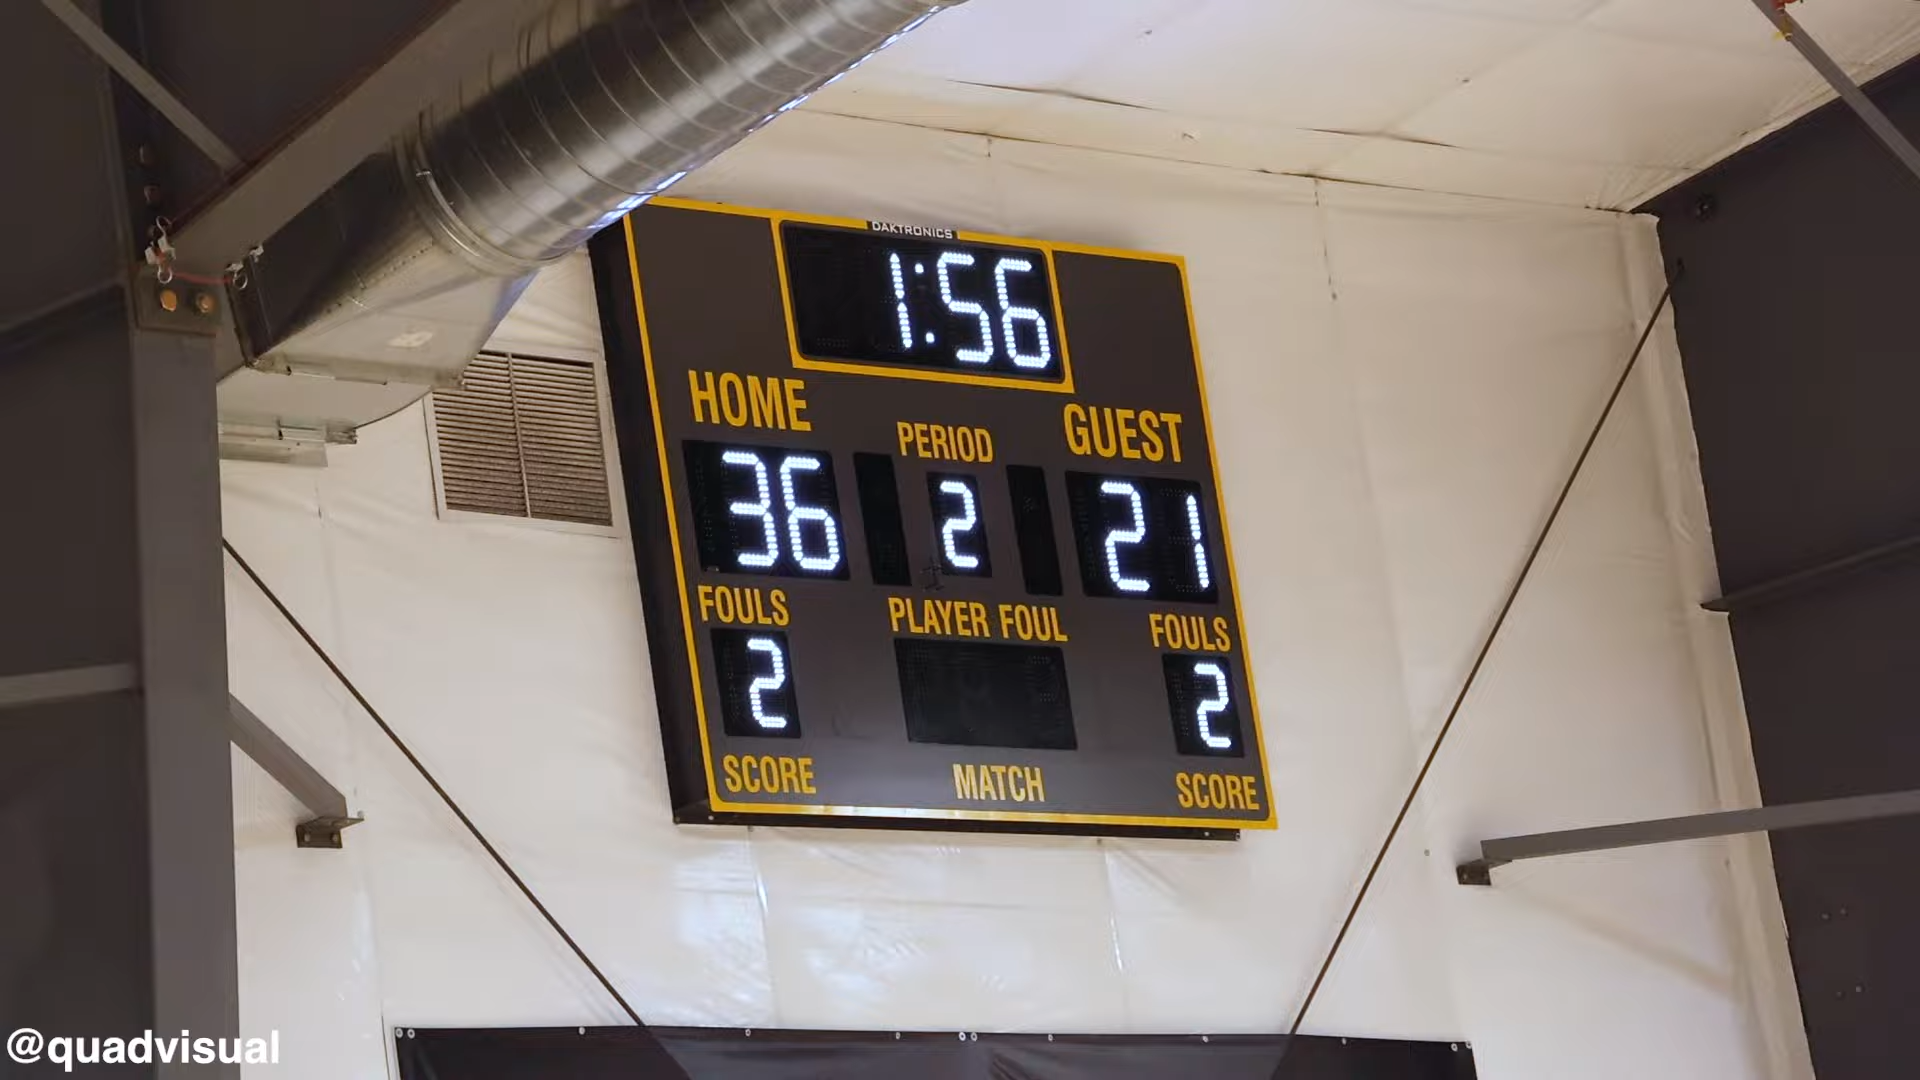 DAKTRONICS
1:56
HOME
PERIOD
GUEST
36
2
21
FOULS
PLAYER FOUL
FOULS
2
2
SCORE
MATCH
SCORE
@quadvisual